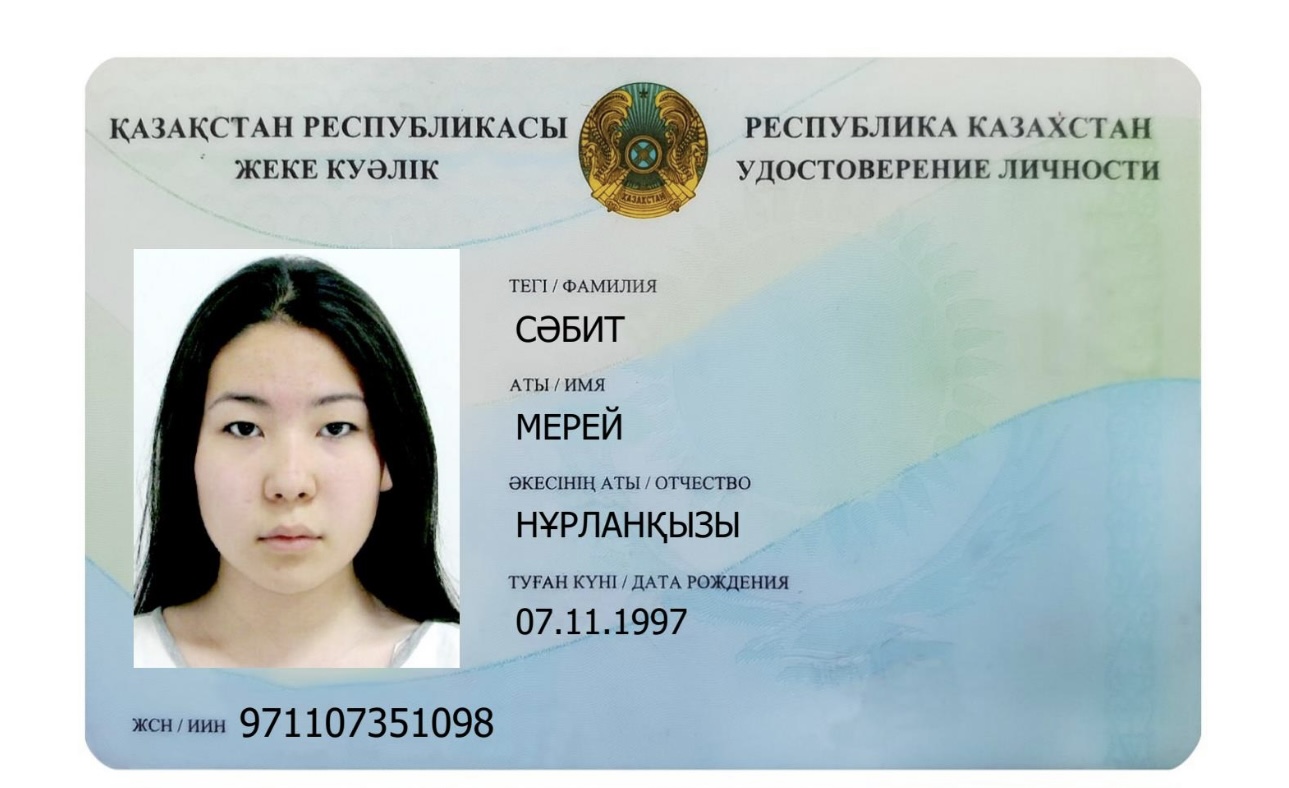 ҚАЗАҚСТАН РЕСПУБЛИКАСЫ
ЖЕКЕ КУӘЛІК
ҚАЗАҚСТАН
РЕСПУБЛИКА КАЗАХСТАН
УДОСТОВЕРЕНИЕ ЛИЧНОСТИ
ТЕГІ / ФАМИЛИЯ
СӘБИТ
АТЫ / ИМЯ
МЕРЕЙ
ӘКЕСІНІҢ АТЫ / ОТЧЕСТВО
НҰРЛАНҚЫЗЫ
ТУҒАН КҮНІ / ДАТА РОЖДЕНИЯ
07.11.1997
ЖСН / ИИН 971107351098